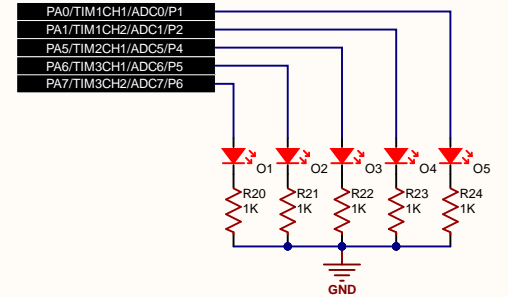 PA0/TIM1CH1/ADC0/P1
PA1/TIM1CH2/ADC1/P2
PA5/TIM2CH1/ADC5/P4
PA6/TIM3CH1/ADC6/P5
PA7/TIM3CH2/ADC7/P6
O1 O2 O3 O4 O5
R20 R21 R22 R23 R24
1K 1K 1K 1K 1K
GND